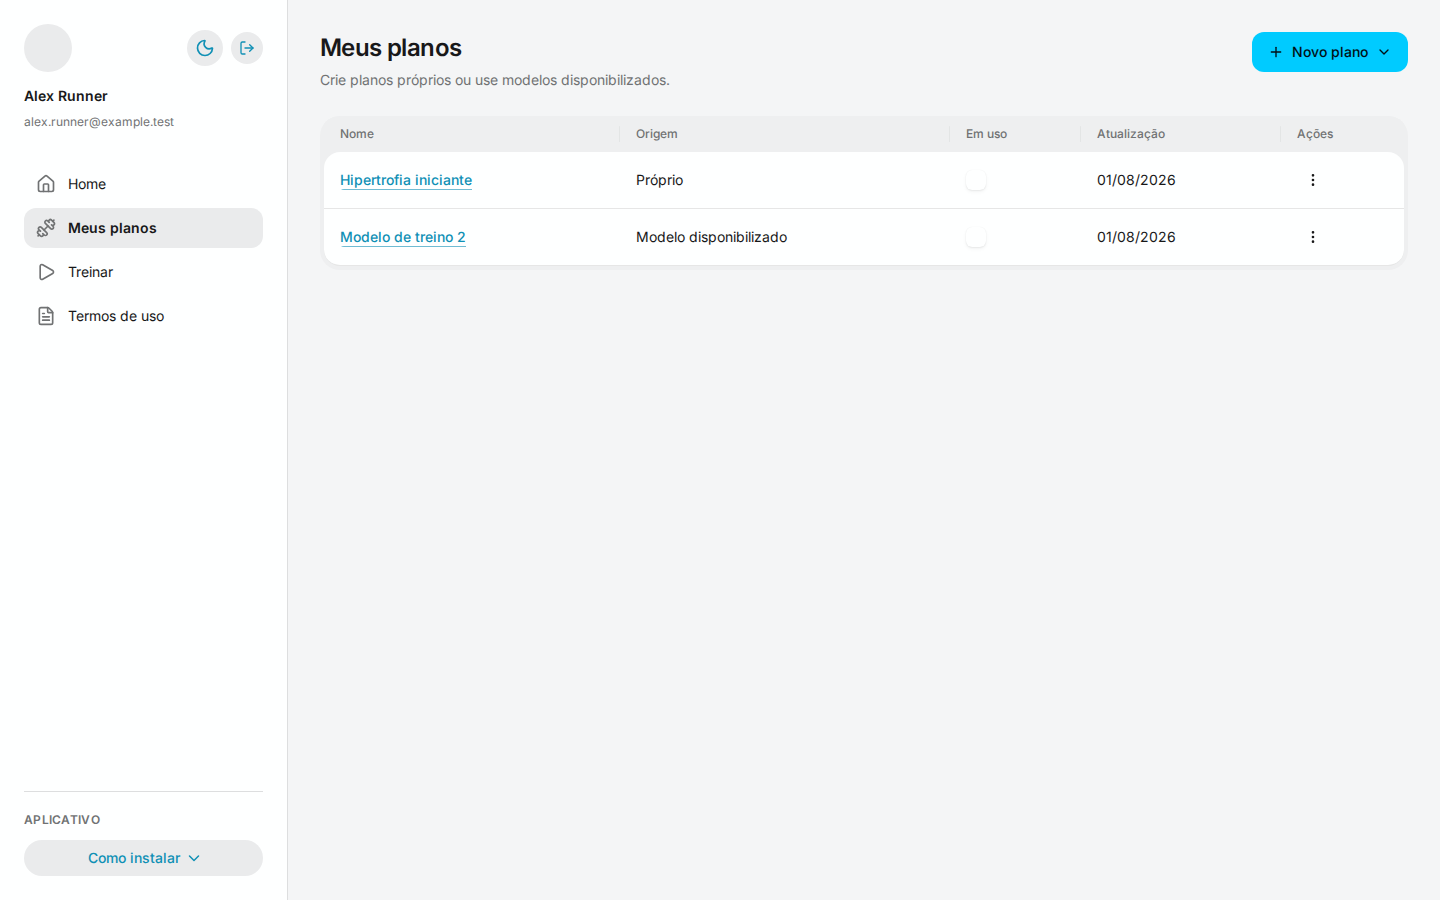 Alex Runner
alex.runner@example.test
Home
Meus planos
Treinar
Termos de uso
APLICATIVO
Como instalar
Meus planos
Crie planos próprios ou use modelos disponibilizados.
Novo plano
Nome Origem Em uso Atualização Ações
Hipertrofia iniciante Próprio 01/08/2026
Modelo de treino 2 Modelo disponibilizado 01/08/2026